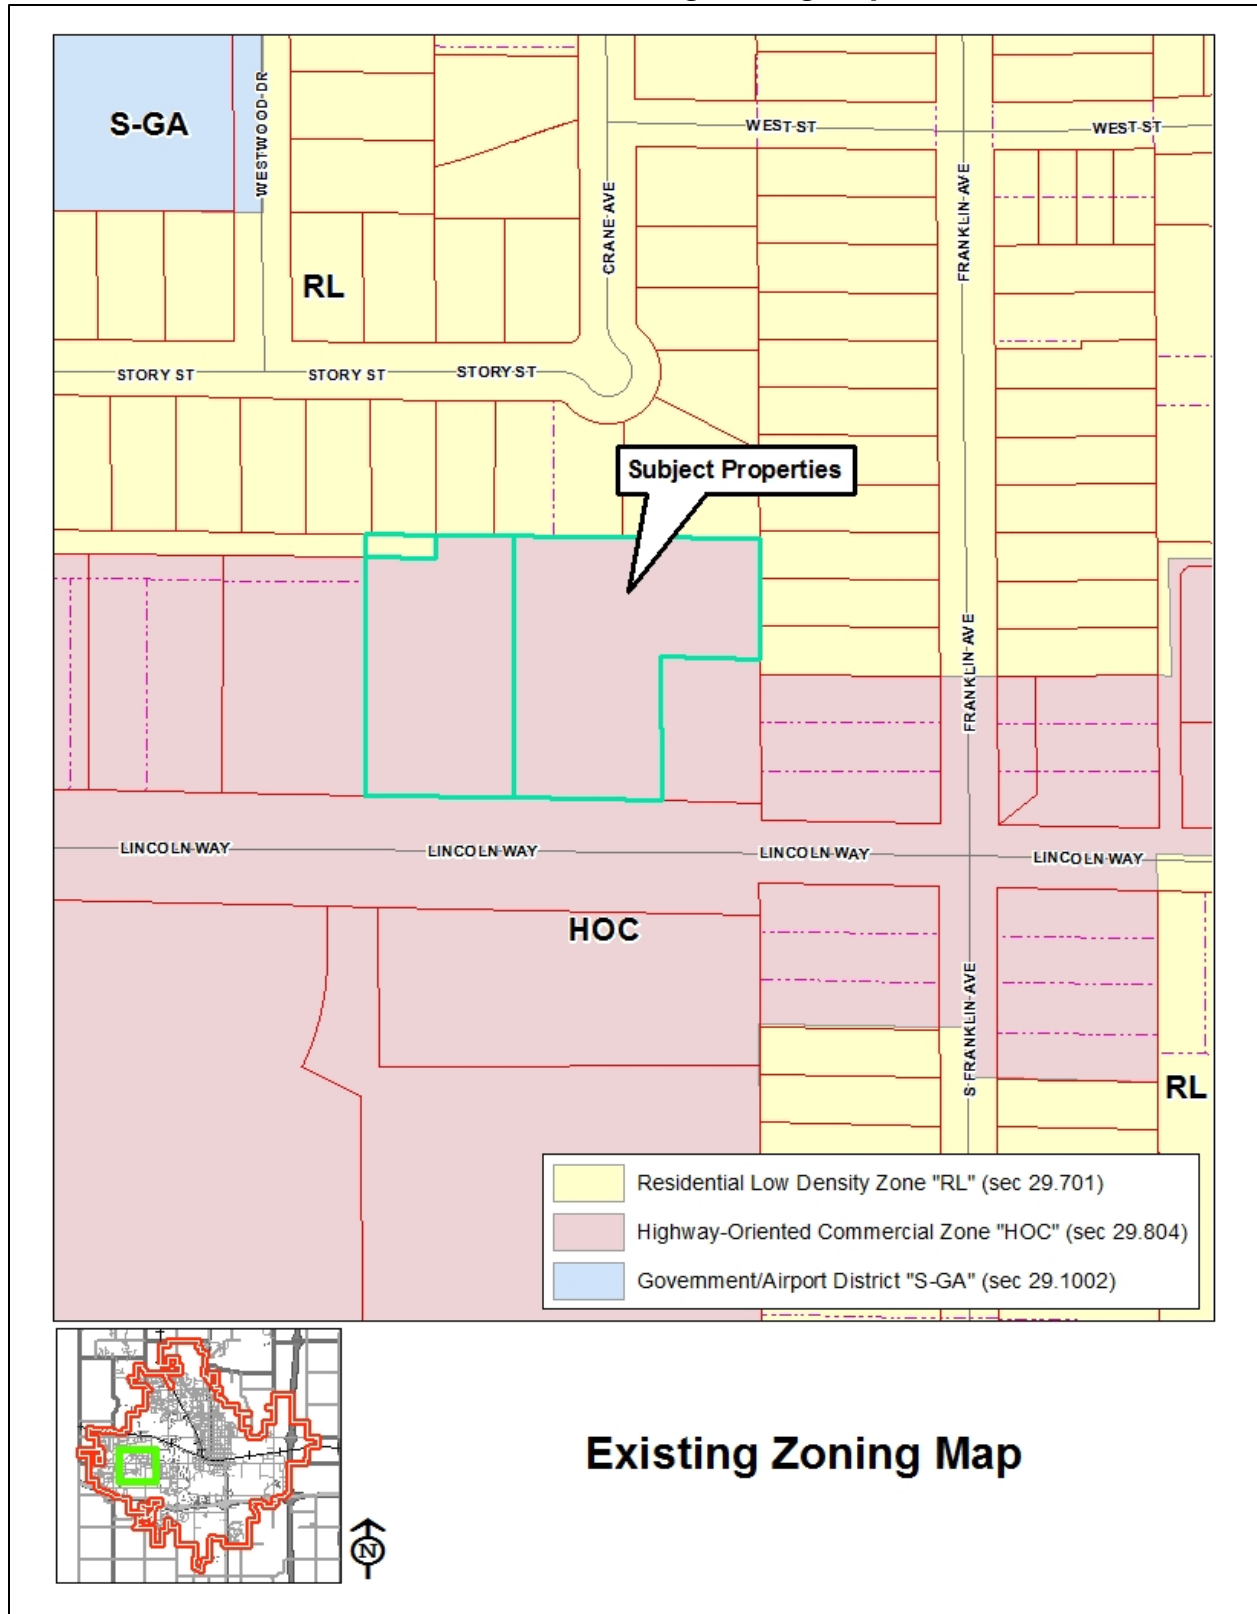 S-GA
WESTWOOD DR
WEST ST
WEST ST
CRANE AVE
FRANKLIN AVE
RL
STORY ST
STORY ST
STORY ST
Subject Properties
FRANKLIN AVE
LINCOLN WAY
LINCOLN WAY
LINCOLN WAY
LINCOLN WAY
HOC
S FRANKLIN AVE
RL
Residential Low Density Zone "RL" (sec 29.701)
Highway-Oriented Commercial Zone "HOC" (sec 29.804)
Government/Airport District "S-GA" (sec 29.1002)
Existing Zoning Map
N